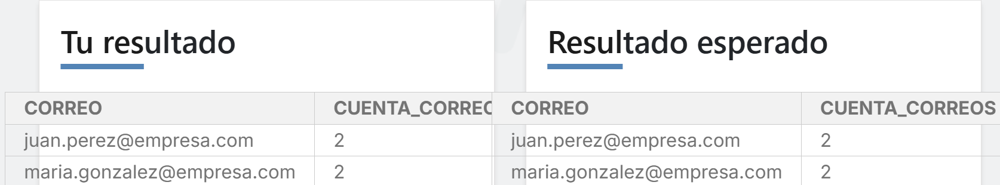 Tu resultado
CORREO CUENTA_CORREO
juan.perez@empresa.com 2
maria.gonzalez@empresa.com 2
Resultado esperado
CORREO CUENTA_CORREOS
juan.perez@empresa.com 2
maria.gonzalez@empresa.com 2